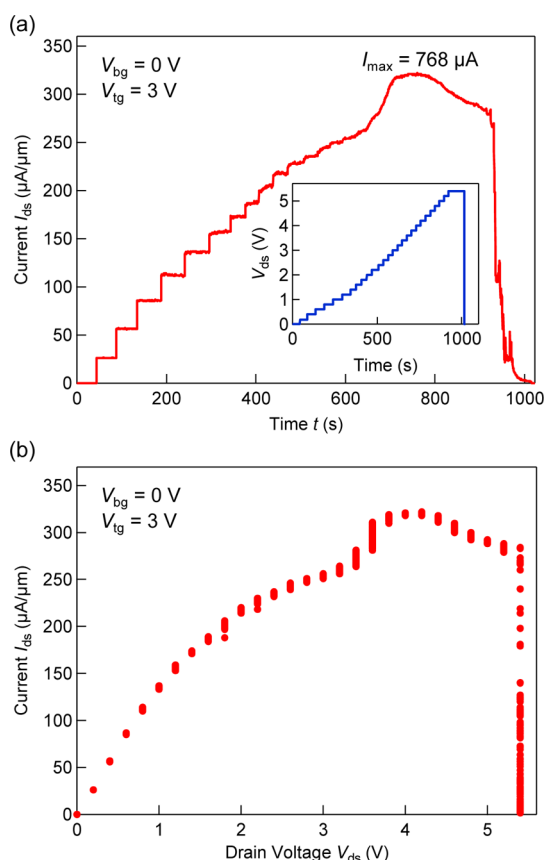 (a)
V_bg = 0 V
V_tg = 3 V
I_max = 768 µA
350
300
250
200
150
100
50
0
Current I_ds (µA/µm)
0
200
400
600
800
1000
Time t (s)
5
4
3
2
1
0
V_ds (V)
0
500
1000
Time (s)
(b)
V_bg = 0 V
V_tg = 3 V
350
300
250
200
150
100
50
0
Current I_ds (µA/µm)
0
1
2
3
4
5
Drain Voltage V_ds (V)